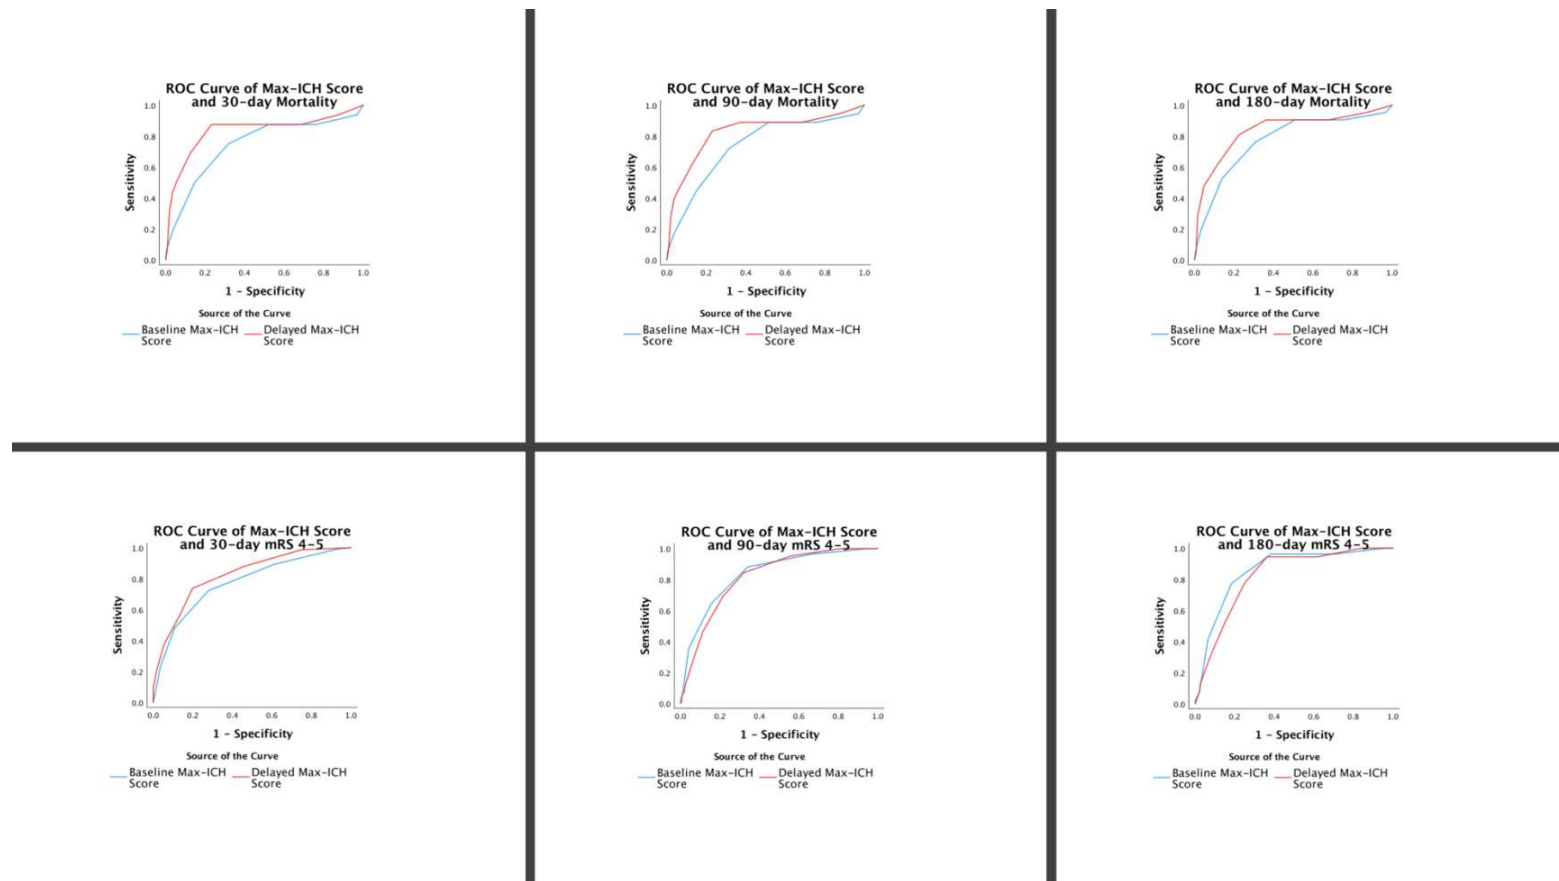 ROC Curve of Max-ICH Score
and 30-day Mortality
1.0
0.8
0.6
0.4
0.2
0.0
Sensitivity
0.0 0.2 0.4 0.6 0.8 1.0
1 - Specificity
Source of the Curve
Baseline Max-ICH Score
Delayed Max-ICH Score
ROC Curve of Max-ICH Score
and 90-day Mortality
1.0
0.8
0.6
0.4
0.2
0.0
Sensitivity
0.0 0.2 0.4 0.6 0.8 1.0
1 - Specificity
Source of the Curve
Baseline Max-ICH Score
Delayed Max-ICH Score
ROC Curve of Max-ICH Score
and 180-day Mortality
1.0
0.8
0.6
0.4
0.2
0.0
Sensitivity
0.0 0.2 0.4 0.6 0.8 1.0
1 - Specificity
Source of the Curve
Baseline Max-ICH Score
Delayed Max-ICH Score
ROC Curve of Max-ICH Score
and 30-day mRS 4-5
1.0
0.8
0.6
0.4
0.2
0.0
Sensitivity
0.0 0.2 0.4 0.6 0.8 1.0
1 - Specificity
Source of the Curve
Baseline Max-ICH Score
Delayed Max-ICH Score
ROC Curve of Max-ICH Score
and 90-day mRS 4-5
1.0
0.8
0.6
0.4
0.2
0.0
Sensitivity
0.0 0.2 0.4 0.6 0.8 1.0
1 - Specificity
Source of the Curve
Baseline Max-ICH Score
Delayed Max-ICH Score
ROC Curve of Max-ICH Score
and 180-day mRS 4-5
1.0
0.8
0.6
0.4
0.2
0.0
Sensitivity
0.0 0.2 0.4 0.6 0.8 1.0
1 - Specificity
Source of the Curve
Baseline Max-ICH Score
Delayed Max-ICH Score